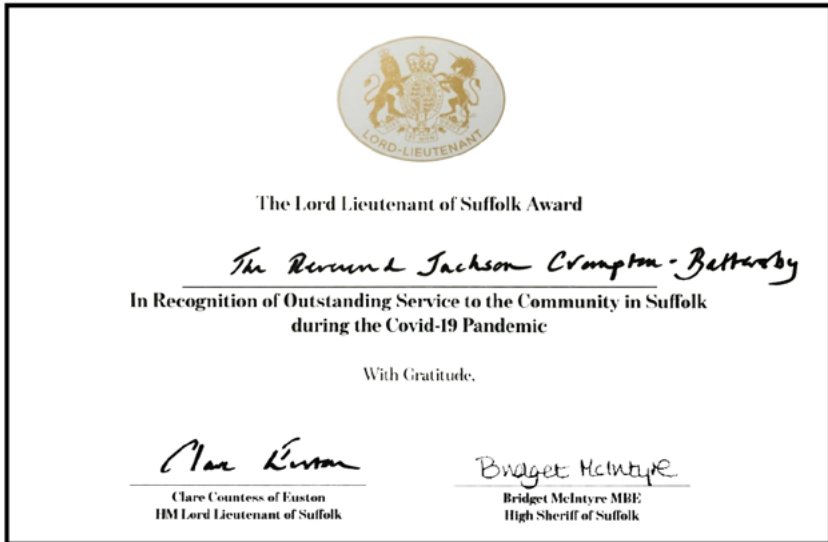 LORD-LIEUTENANT
The Lord Lieutenant of Suffolk Award
The Reverend Jackson Crompton-Battersby
In Recognition of Outstanding Service to the Community in Suffolk
during the Covid-19 Pandemic
With Gratitude,
Clare Euston
Bridget McIntyre
Clare Countess of Euston
Bridget McIntyre MBE
HM Lord Lieutenant of Suffolk
High Sheriff of Suffolk